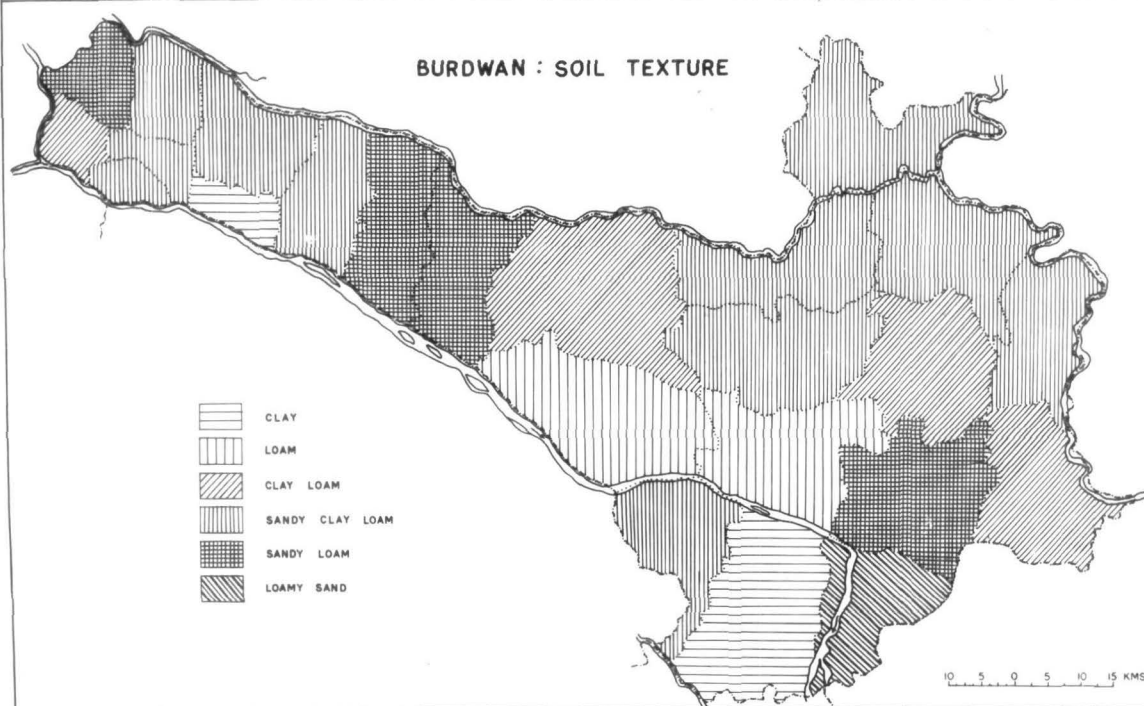 BURDWAN : SOIL TEXTURE
CLAY
LOAM
CLAY LOAM
SANDY CLAY LOAM
SANDY LOAM
LOAMY SAND
10 5 0 5 10 15 KMS